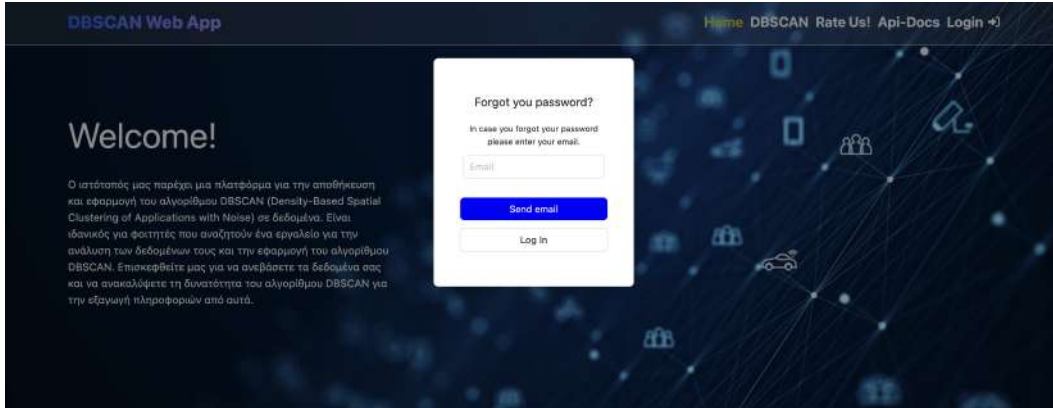 DBSCAN Web App
Home DBSCAN Rate Us! Api-Docs Login
Welcome!
Ο ιστότοπός μας παρέχει μια πλατφόρμα για την αποθήκευση
και εφαρμογή του αλγορίθμου DBSCAN (Density-Based Spatial
Clustering of Applications with Noise) σε δεδομένα. Είναι
ιδανικός για φοιτητές που αναζητούν ένα εργαλείο για την
ανάλυση των δεδομένων τους και την εφαρμογή του αλγορίθμου
DBSCAN. Επισκεφθείτε μας για να ανεβάσετε τα δεδομένα σας
και να ανακαλύψετε τη δυνατότητα του αλγορίθμου DBSCAN για
την εξαγωγή πληροφοριών από αυτά.
Forgot you password?
In case you forgot your password
please enter your email.
Email
Send email
Log In